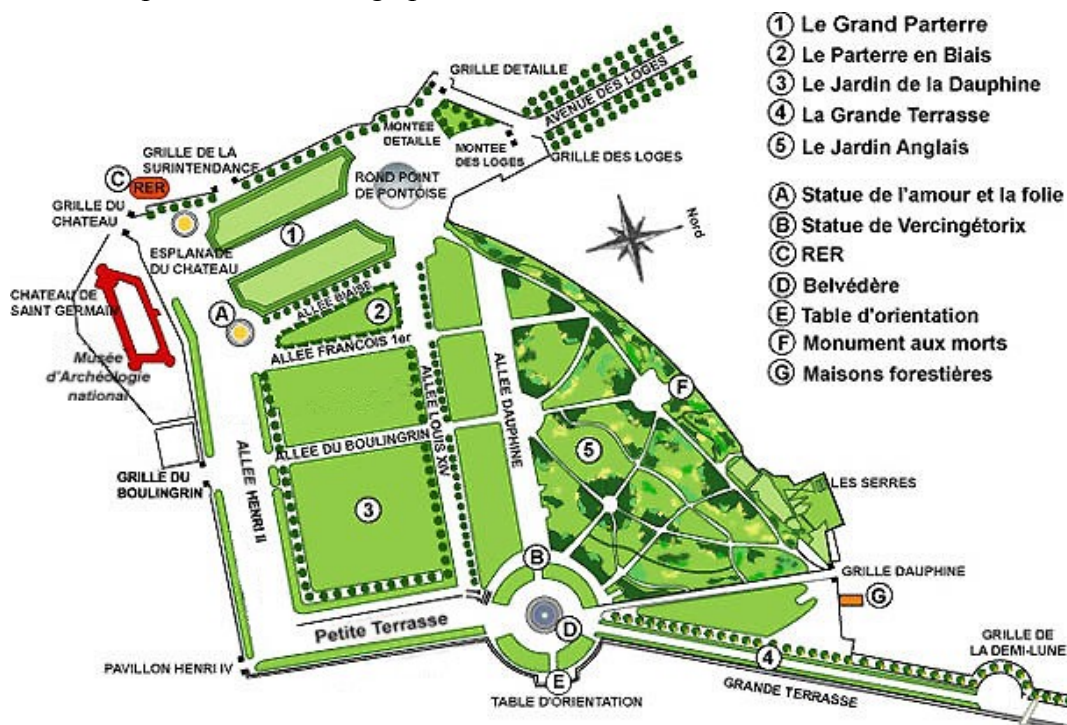 ① Le Grand Parterre
② Le Parterre en Biais
③ Le Jardin de la Dauphine
④ La Grande Terrasse
⑤ Le Jardin Anglais
Ⓐ Statue de l'amour et la folie
Ⓑ Statue de Vercingétorix
Ⓒ RER
Ⓓ Belvédère
Ⓔ Table d'orientation
Ⓕ Monument aux morts
Ⓖ Maisons forestières
GRILLE DETAILLE
AVENUE DES LOGES
MONTEE
DETAILLE
MONTEE
DES LOGES
GRILLE DES LOGES
GRILLE DE LA
SURINTENDANCE
Ⓒ
RER
ROND POINT
DE PONTOISE
GRILLE DU
CHATEAU
①
Nord
ESPLANADE
DU CHATEAU
CHATEAU DE
SAINT GERMAIN
Ⓐ
ALLEE BIAISE
②
ALLEE FRANCOIS 1er
Musée
d'Archéologie
national
ALLEE LOUIS XIV
ALLEE DAUPHINE
Ⓕ
ALLEE DU BOULINGRIN
⑤
GRILLE DU
BOULINGRIN
ALLEE HENRI II
③
LES SERRES
Ⓑ
GRILLE DAUPHINE
Ⓖ
Petite Terrasse
Ⓓ
GRILLE DE
LA DEMI-LUNE
④
PAVILLON HENRI IV
Ⓔ
GRANDE TERRASSE
TABLE D'ORIENTATION